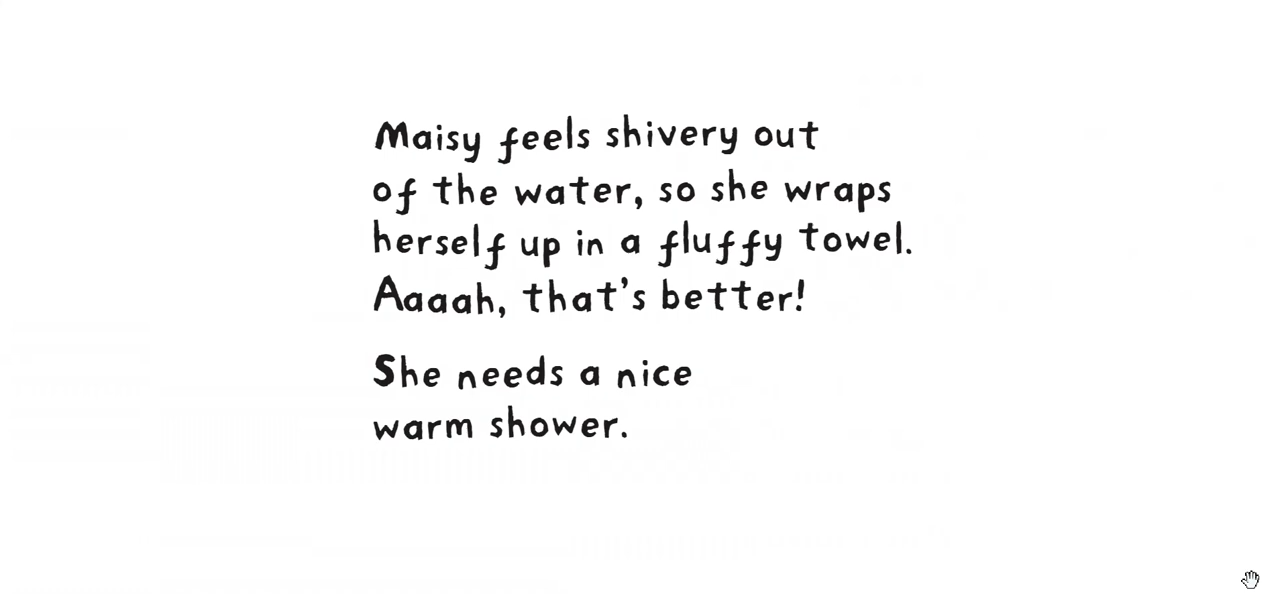 Maisy feels shivery out
of the water, so she wraps
herself up in a fluffy towel.
Aaaah, that's better!
She needs a nice
warm shower.